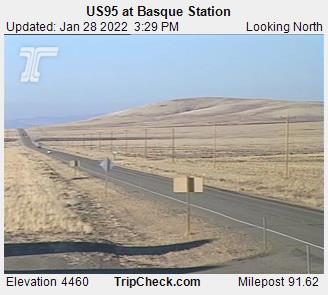 US95 at Basque Station
Updated: Jan 28 2022  3:29 PM Looking North
Elevation 4460 TripCheck.com Milepost 91.62